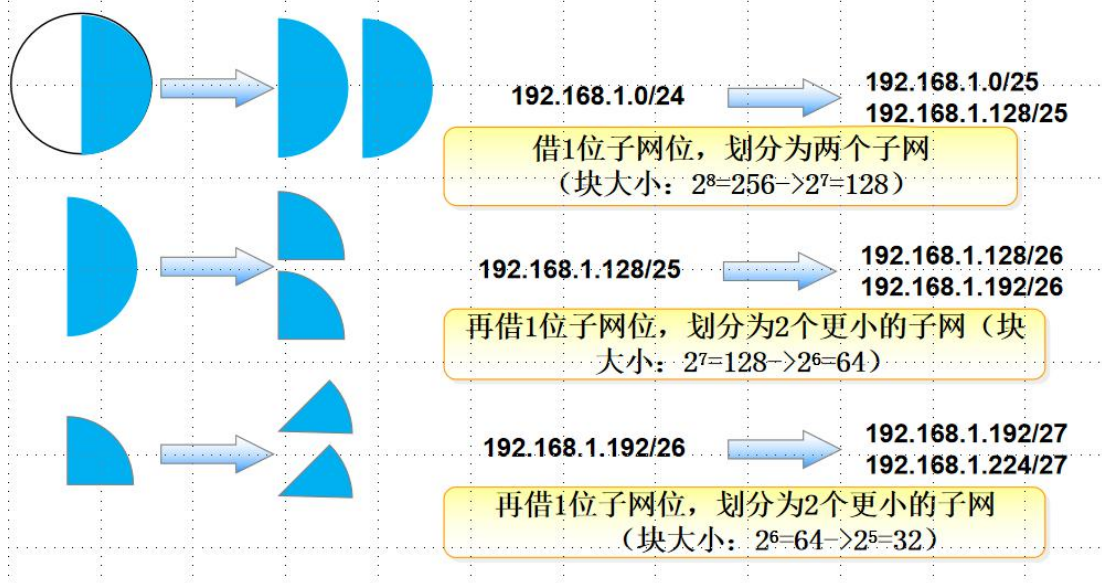 192.168.1.0/24
192.168.1.0/25
192.168.1.128/25
借1位子网位，划分为两个子网
（块大小：2⁸=256->2⁷=128）
192.168.1.128/25
192.168.1.128/26
192.168.1.192/26
再借1位子网位，划分为2个更小的子网（块
大小：2⁷=128->2⁶=64）
192.168.1.192/26
192.168.1.192/27
192.168.1.224/27
再借1位子网位，划分为2个更小的子网
（块大小：2⁶=64->2⁵=32）